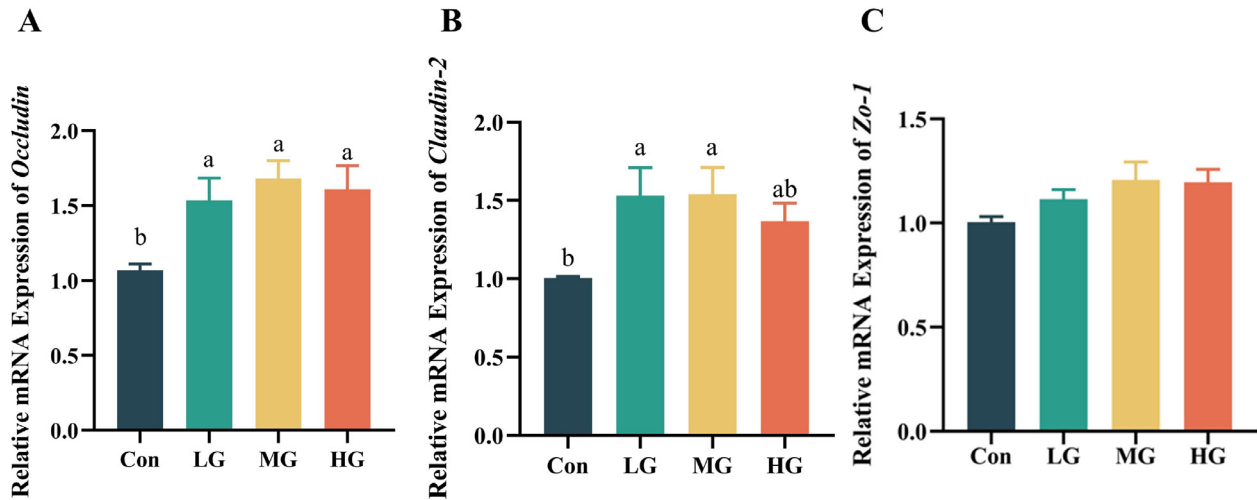 A
Relative mRNA Expression of Occludin
2.0
1.5
1.0
0.5
0.0
b
a
a
a
Con LG MG HG
B
Relative mRNA Expression of Claudin-2
2.0
1.5
1.0
0.5
0.0
b
a
a
ab
Con LG MG HG
C
Relative mRNA Expression of Zo-1
1.5
1.0
0.5
0.0
Con LG MG HG